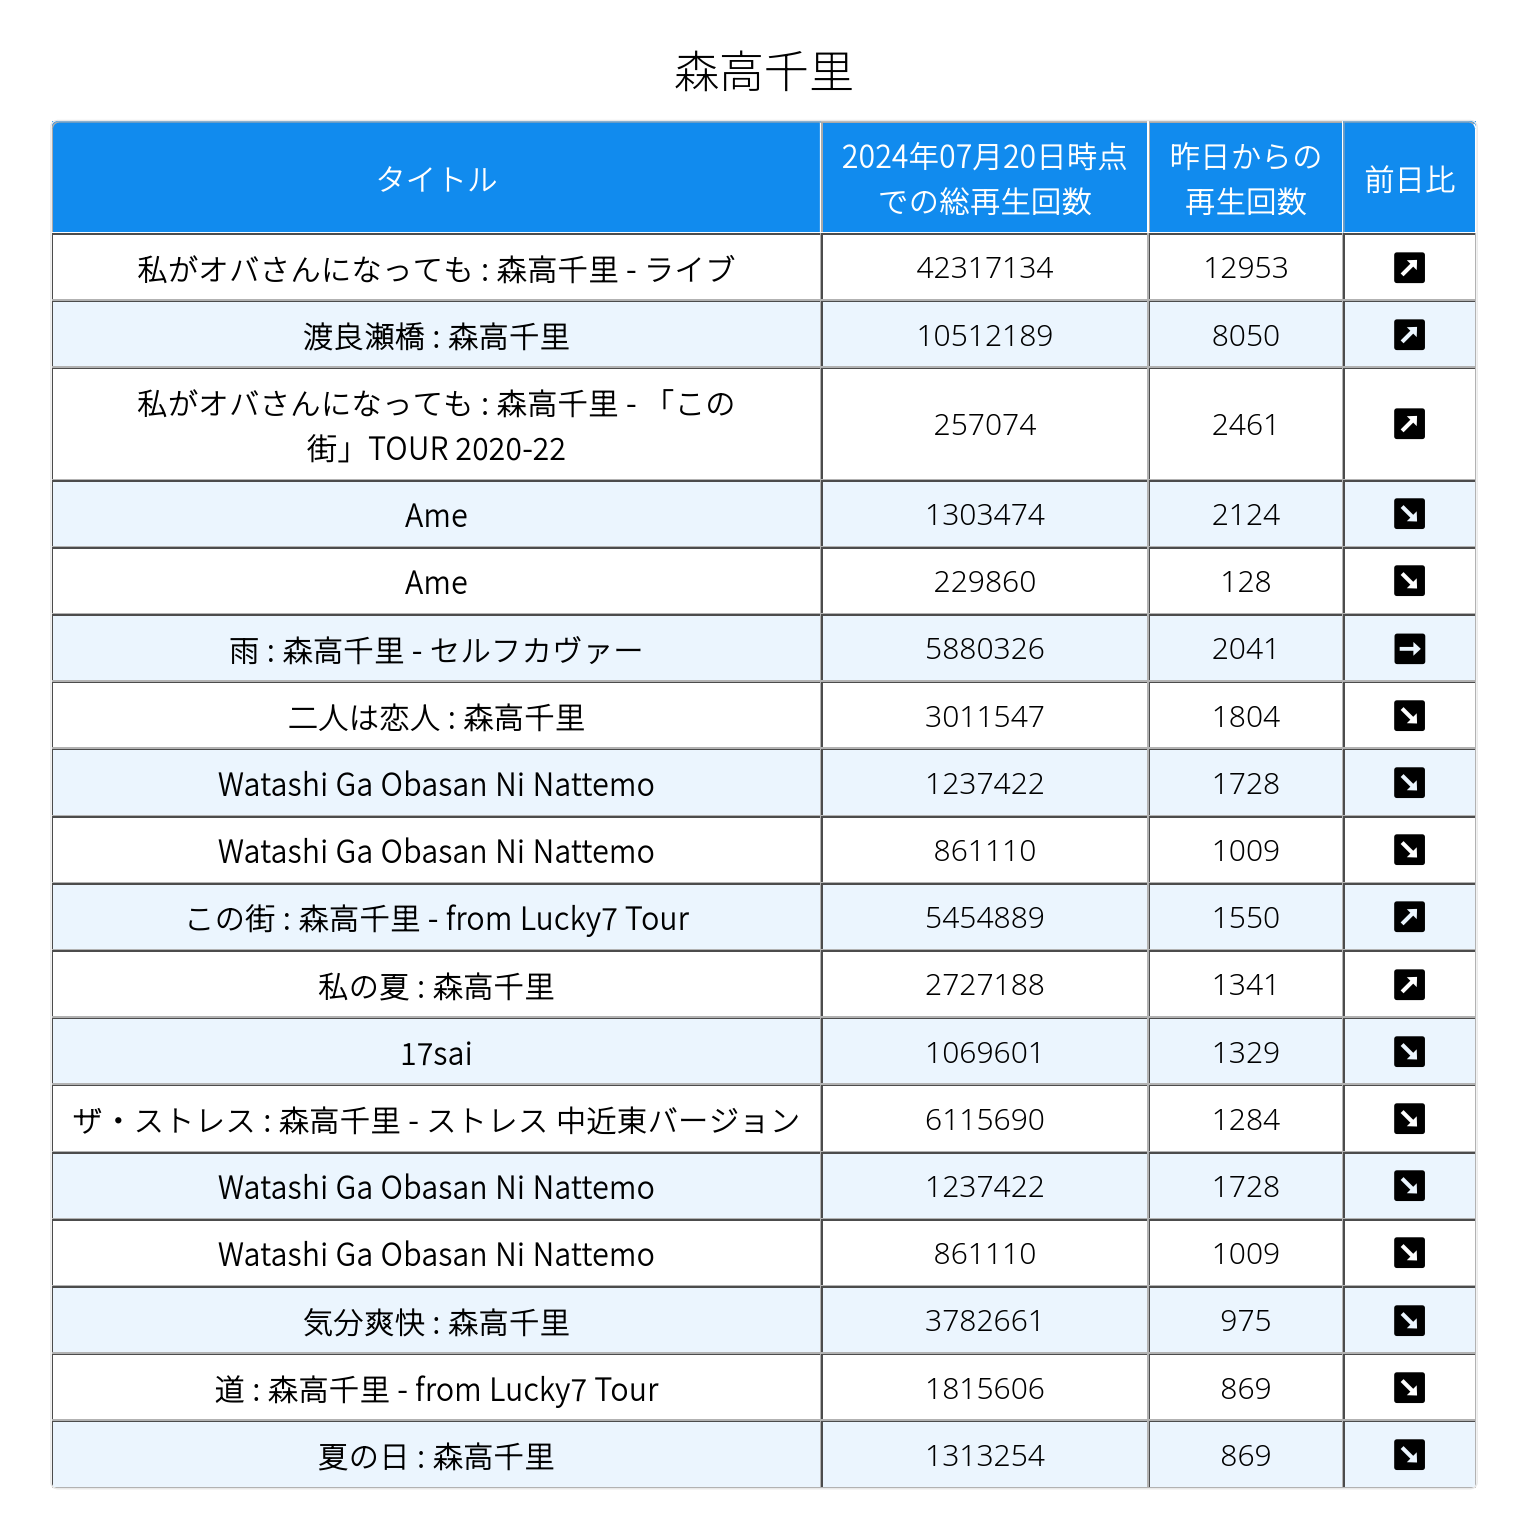 森高千里
タイトル 2024年07月20日時点での総再生回数 昨日からの再生回数 前日比
私がオバさんになっても : 森高千里 - ライブ 42317134 12953 ↗
渡良瀬橋 : 森高千里 10512189 8050 ↗
私がオバさんになっても : 森高千里 - 「この街」TOUR 2020-22 257074 2461 ↗
Ame 1303474 2124 ↘
Ame 229860 128 ↘
雨 : 森高千里 - セルフカヴァー 5880326 2041 →
二人は恋人 : 森高千里 3011547 1804 ↘
Watashi Ga Obasan Ni Nattemo 1237422 1728 ↘
Watashi Ga Obasan Ni Nattemo 861110 1009 ↘
この街 : 森高千里 - from Lucky7 Tour 5454889 1550 ↗
私の夏 : 森高千里 2727188 1341 ↗
17sai 1069601 1329 ↘
ザ・ストレス : 森高千里 - ストレス 中近東バージョン 6115690 1284 ↘
Watashi Ga Obasan Ni Nattemo 1237422 1728 ↘
Watashi Ga Obasan Ni Nattemo 861110 1009 ↘
気分爽快 : 森高千里 3782661 975 ↘
道 : 森高千里 - from Lucky7 Tour 1815606 869 ↘
夏の日 : 森高千里 1313254 869 ↘